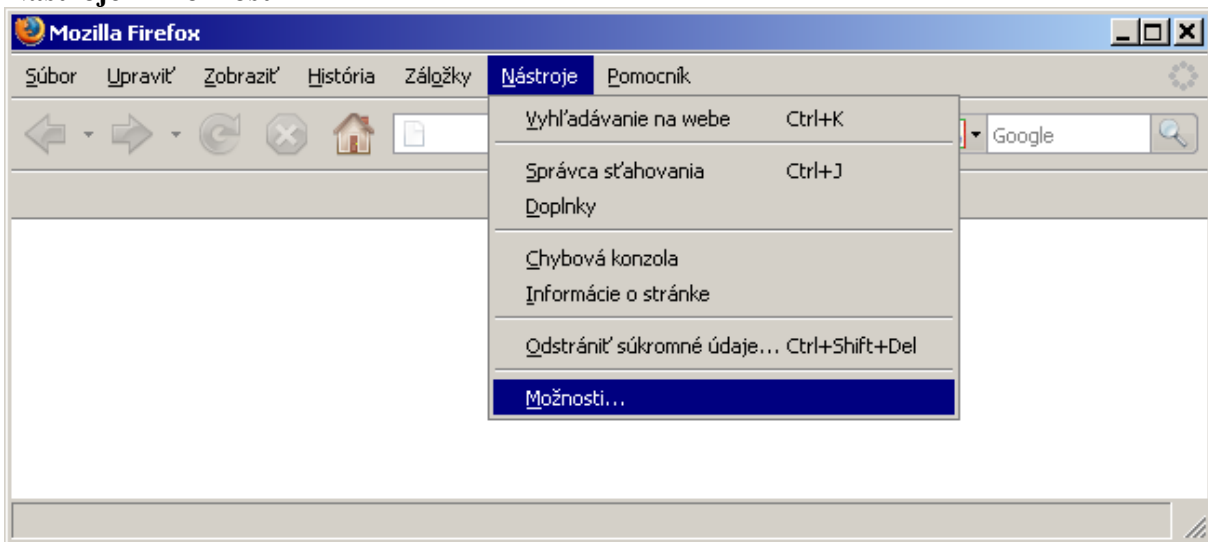 Mozilla Firefox
Súbor Upraviť Zobraziť História Záložky Nástroje Pomocník
Vyhľadávanie na webe Ctrl+K
Google
Správca sťahovania Ctrl+J
Doplnky
Chybová konzola
Informácie o stránke
Odstrániť súkromné údaje... Ctrl+Shift+Del
Možnosti...